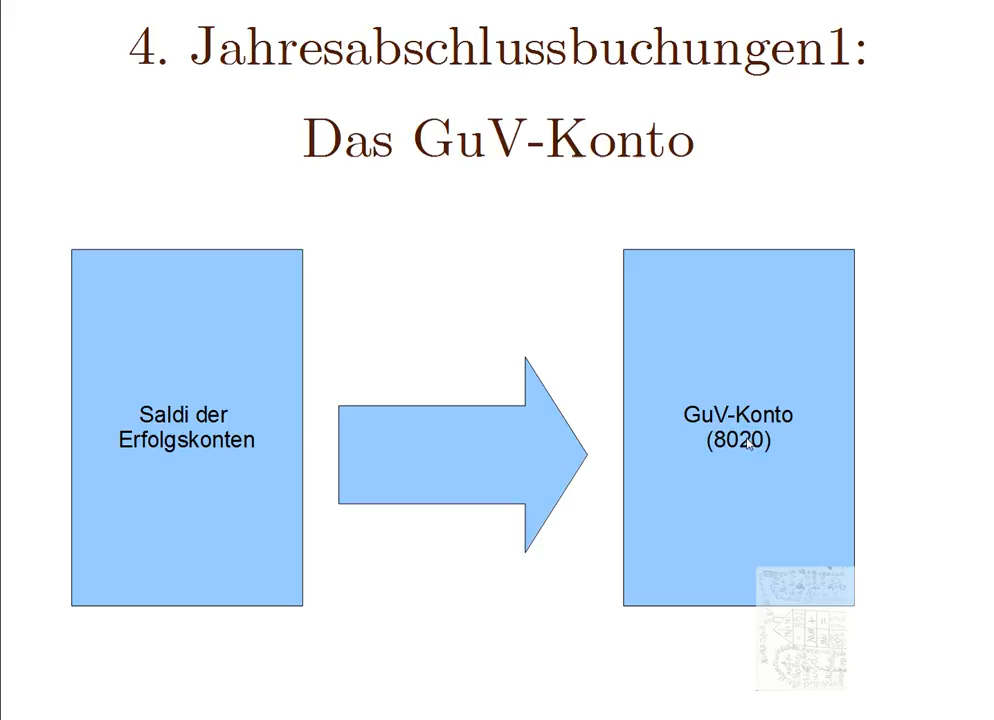 4. Jahresabschlussbuchungen1:
Das GuV-Konto
Saldi der
Erfolgskonten
GuV-Konto
(8020)